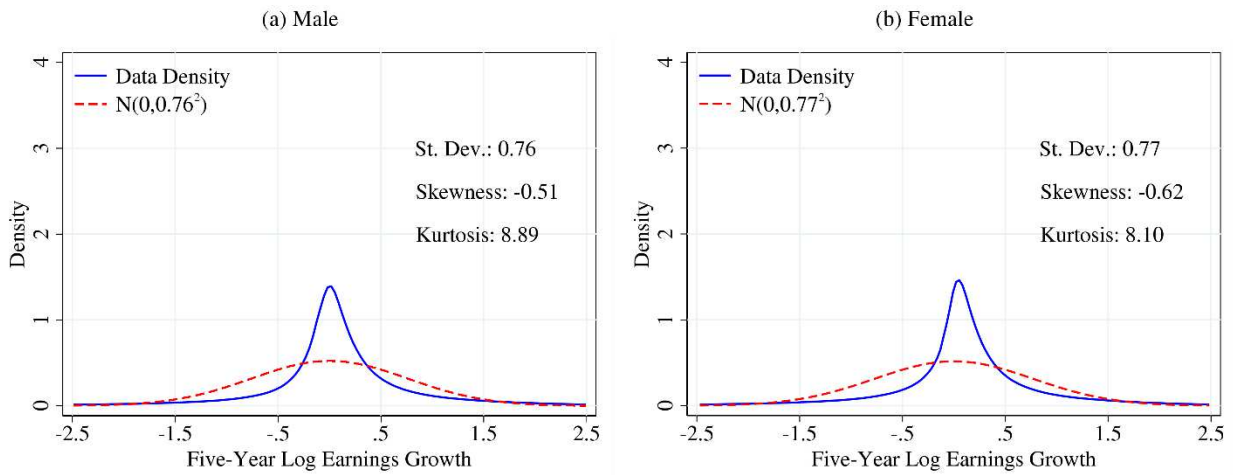 (a) Male
4
3
2
1
0
Density
Data Density
N(0,0.76²)
St. Dev.: 0.76
Skewness: -0.51
Kurtosis: 8.89
-2.5 -1.5 -.5 .5 1.5 2.5
Five-Year Log Earnings Growth
(b) Female
4
3
2
1
0
Density
Data Density
N(0,0.77²)
St. Dev.: 0.77
Skewness: -0.62
Kurtosis: 8.10
-2.5 -1.5 -.5 .5 1.5 2.5
Five-Year Log Earnings Growth